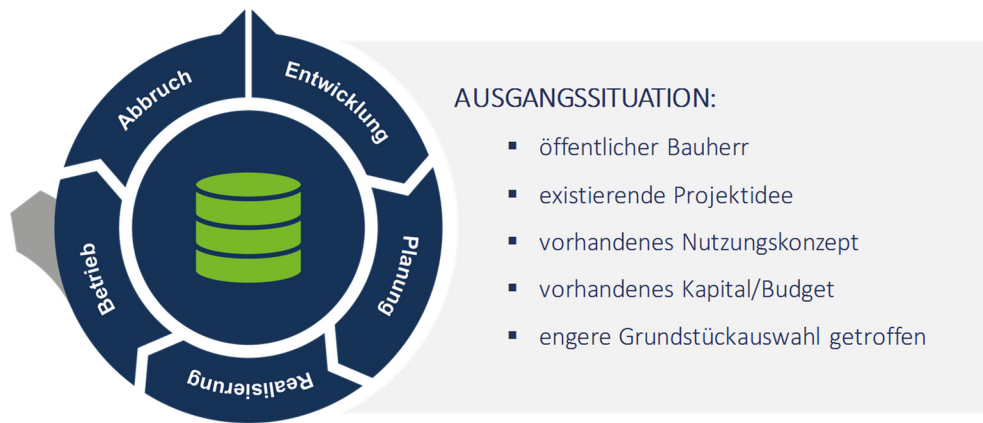 Abbruch
Entwicklung
Planung
Realisierung
Betrieb
AUSGANGSSITUATION:
▪ öffentlicher Bauherr
▪ existierende Projektidee
▪ vorhandenes Nutzungskonzept
▪ vorhandenes Kapital/Budget
▪ engere Grundstückauswahl getroffen